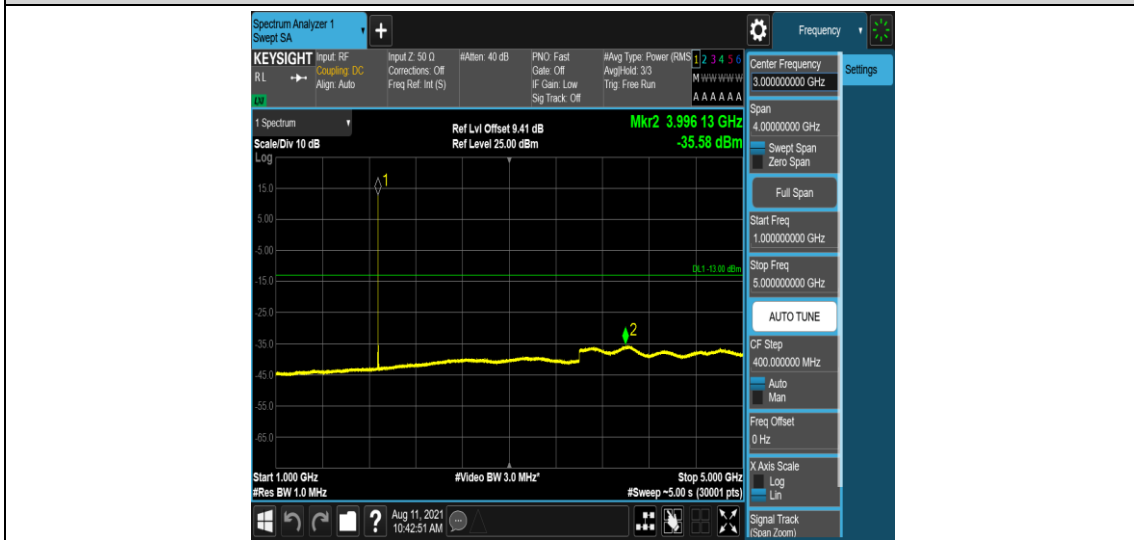 Spectrum Analyzer 1
Swept SA
+
Frequency
KEYSIGHT
RL
Input: RF
Coupling: DC
Align: Auto
Input Z: 50 Ω
Corrections: Off
Freq Ref: Int (S)
#Atten: 40 dB
PNO: Fast
Gate: Off
IF Gain: Low
Sig Track: Off
#Avg Type: Power (RMS
Avg|Hold: 3/3
Trig: Free Run
1 2 3 4 5 6
M W W W W W
A A A A A A
1 Spectrum
Scale/Div 10 dB
Log
Ref Lvl Offset 9.41 dB
Ref Level 25.00 dBm
Mkr2 3.996 13 GHz
-35.58 dBm
1
15.0
5.00
-5.00
DL1 -13.00 dBm
-15.0
-25.0
2
-35.0
-45.0
-55.0
-65.0
Start 1.000 GHz
#Res BW 1.0 MHz
#Video BW 3.0 MHz*
Stop 5.000 GHz
#Sweep ~5.00 s (30001 pts)
?
Aug 11, 2021
10:42:51 AM
Center Frequency
3.000000000 GHz
Settings
Span
4.00000000 GHz
Swept Span
Zero Span
Full Span
Start Freq
1.000000000 GHz
Stop Freq
5.000000000 GHz
AUTO TUNE
CF Step
400.000000 MHz
Auto
Man
Freq Offset
0 Hz
X Axis Scale
Log
Lin
Signal Track
(Span Zoom)